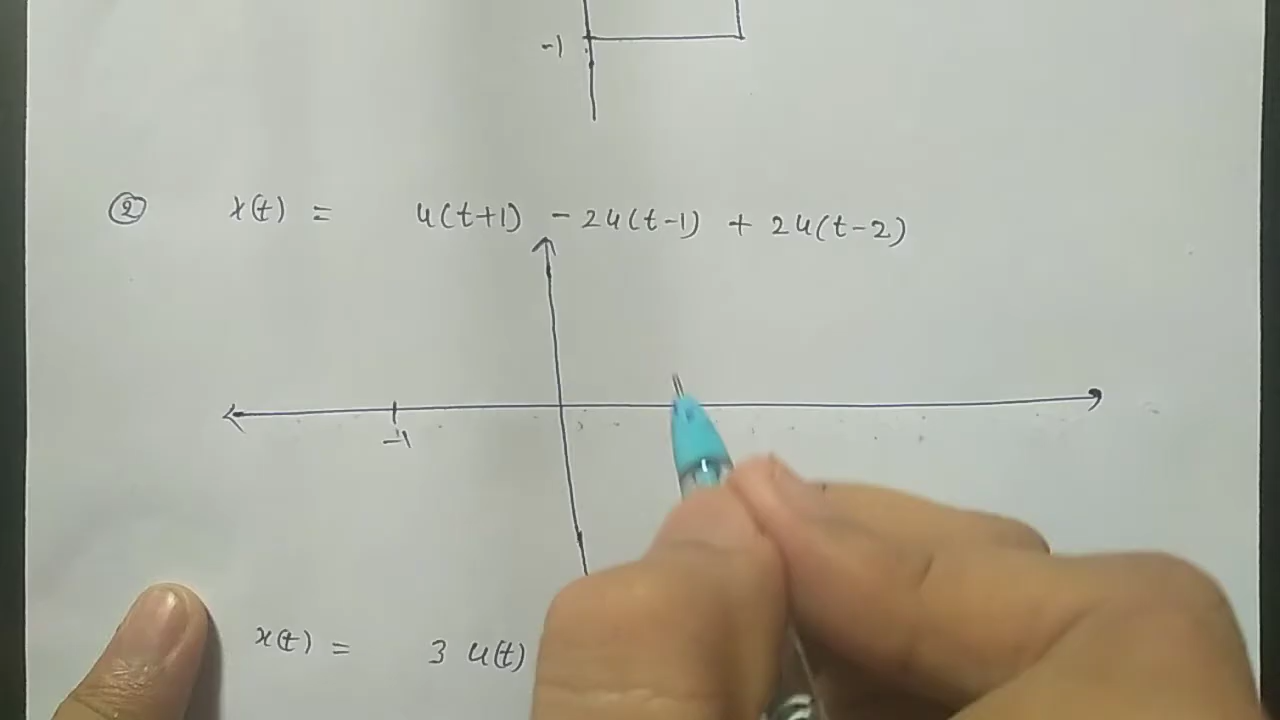 -1
② x(t) = u(t+1) - 2u(t-1) + 2u(t-2)
-1
x(t) = 3 u(t)